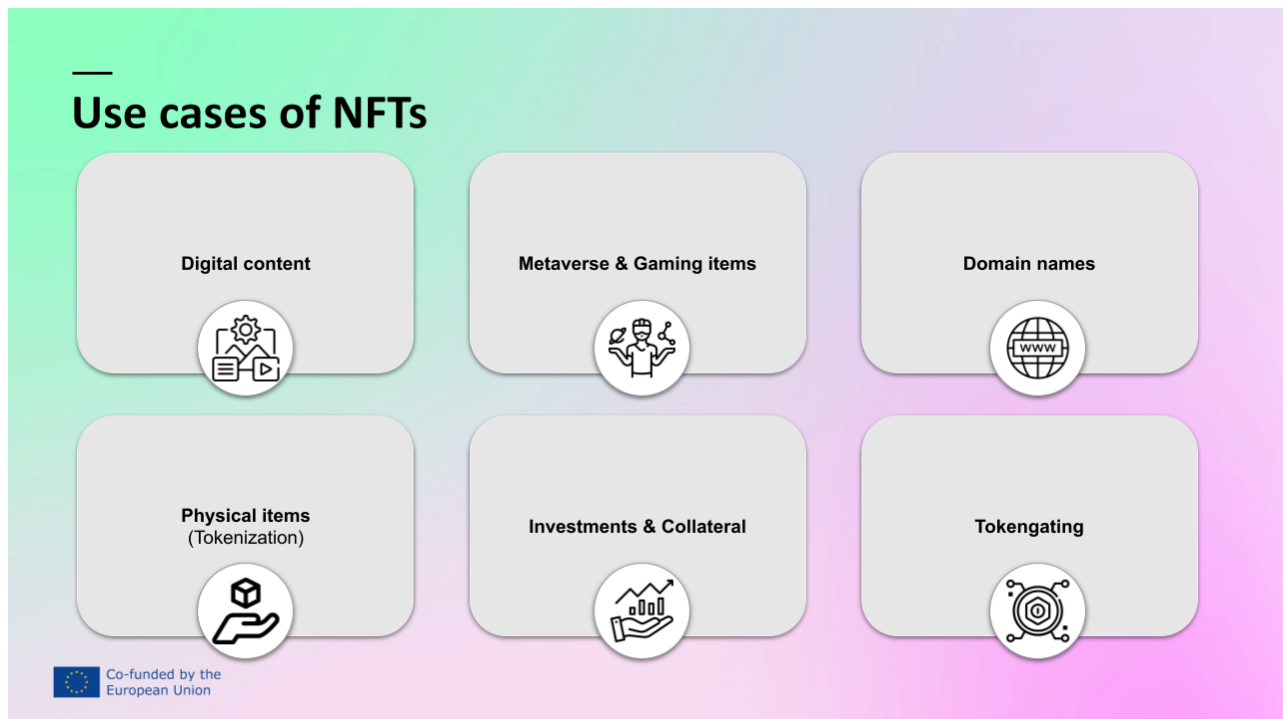 Use cases of NFTs
Digital content
Metaverse & Gaming items
Domain names
www
Physical items
(Tokenization)
Investments & Collateral
Tokengating
Co-funded by the
European Union